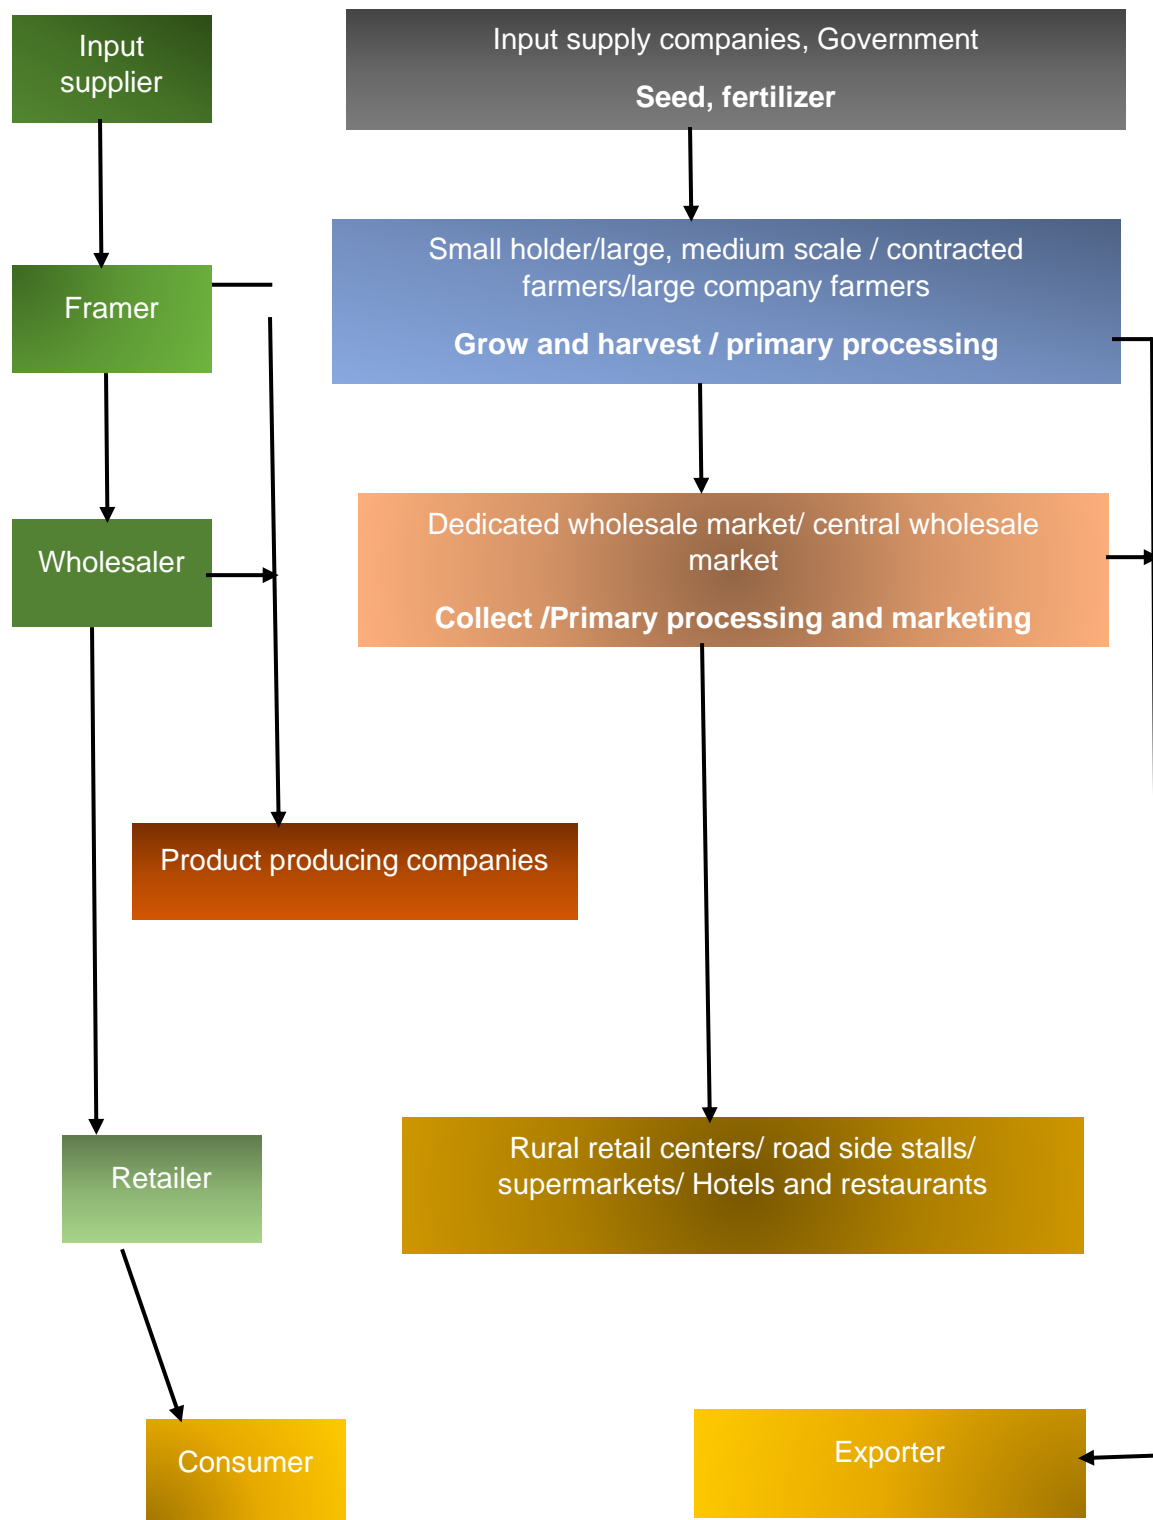 Input
supplier
Input supply companies, Government
Seed, fertilizer
Small holder/large, medium scale / contracted
farmers/large company farmers
Grow and harvest / primary processing
Framer
Dedicated wholesale market/ central wholesale
market
Collect /Primary processing and marketing
Wholesaler
Product producing companies
Retailer
Rural retail centers/ road side stalls/
supermarkets/ Hotels and restaurants
Consumer
Exporter